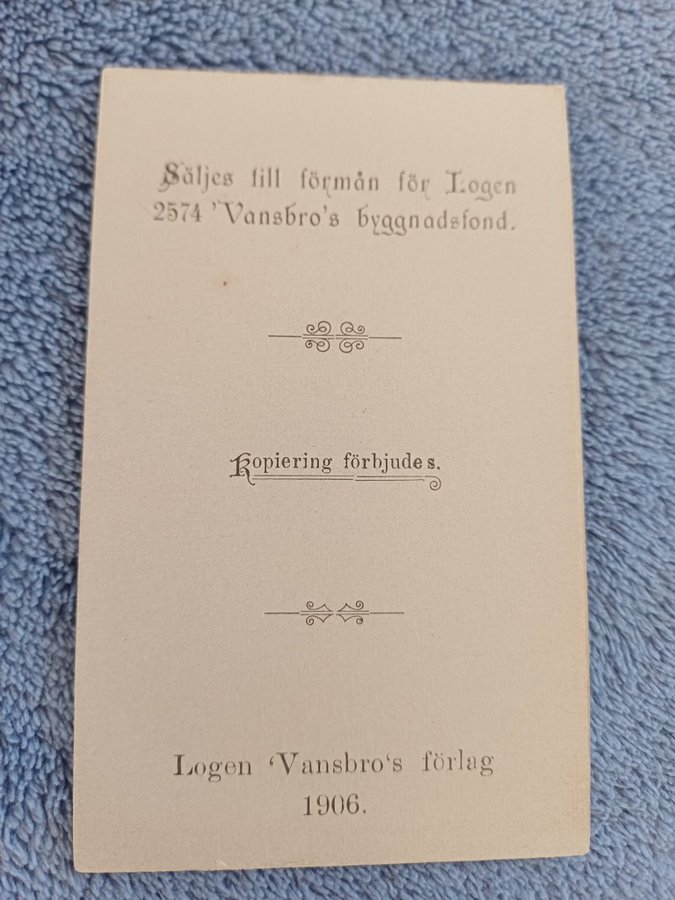 Säljes till förmån för Logen
2574 'Vansbro's byggnadsfond.
Kopiering förbjudes.
Logen ‘Vansbro‘s förlag
1906.